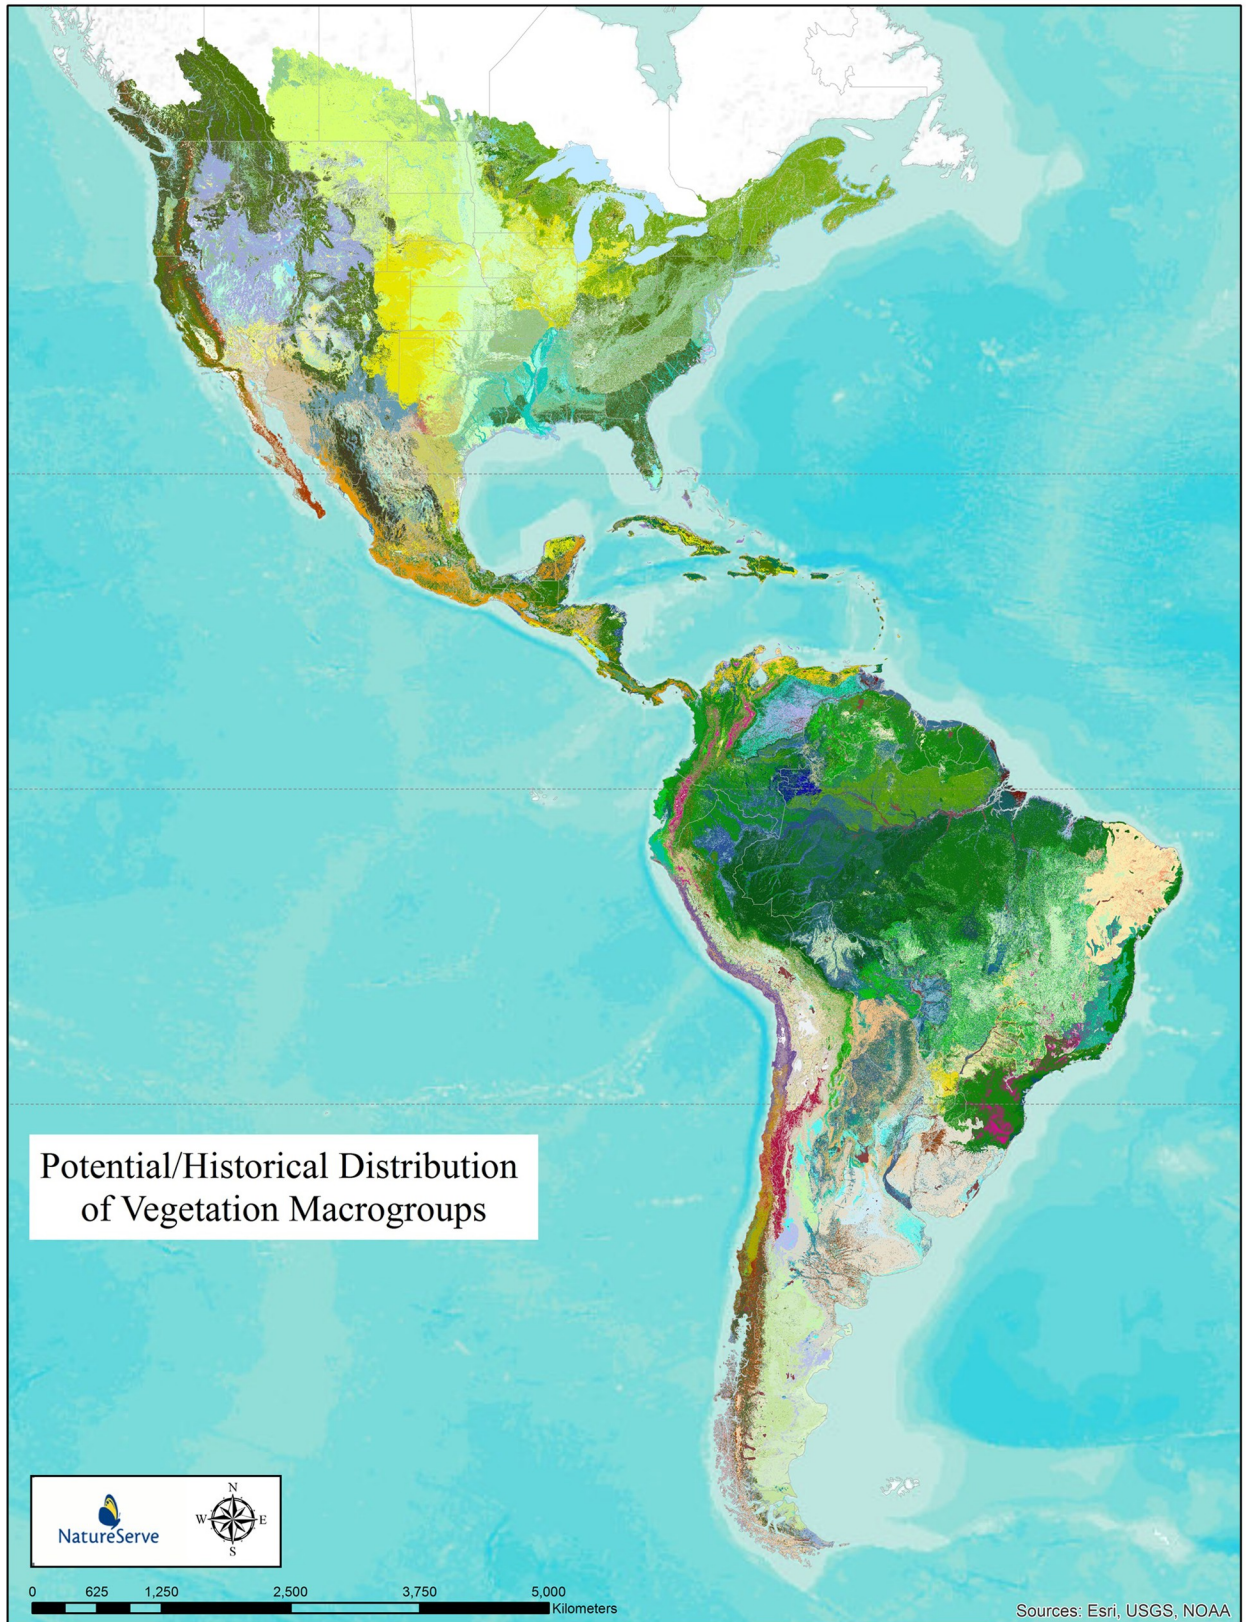 Potential/Historical Distribution
of Vegetation Macrogroups
NatureServe
N
W E
S
0 625 1,250 2,500 3,750 5,000
Kilometers
Sources: Esri, USGS, NOAA